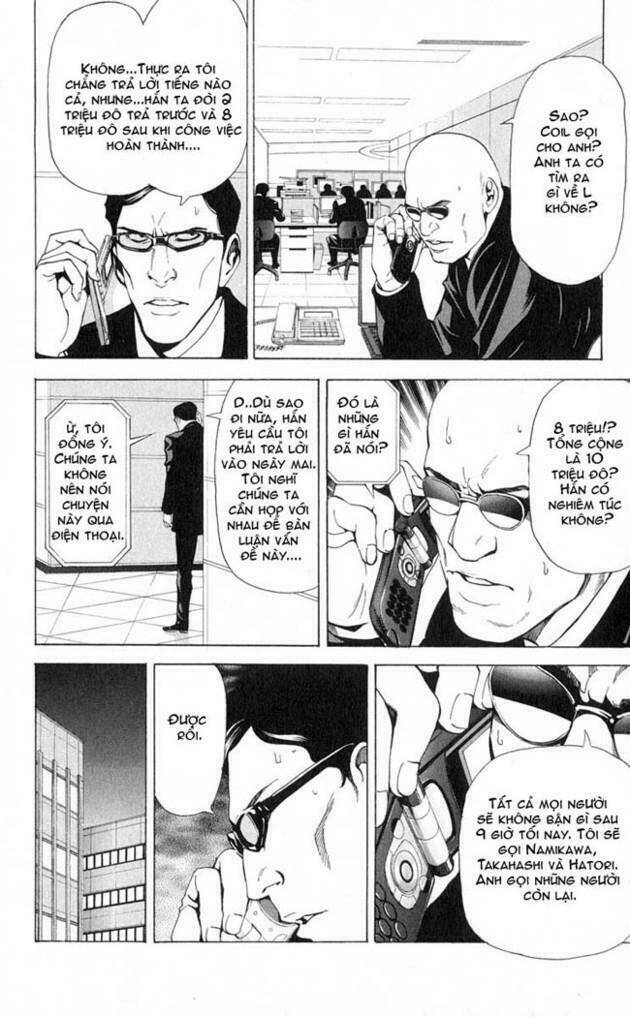 SAO?
COIL GỌI
CHO ANH?
ANH TA CÓ
TÌM RA
GÌ VỀ L
KHÔNG?
KHÔNG...THỰC RA TÔI
CHẲNG TRẢ LỜI TIẾNG NÀO
CẢ, NHƯNG...HẮN TA ĐÒI 2
TRIỆU ĐÔ TRẢ TRƯỚC VÀ 8
TRIỆU ĐÔ SAU KHI CÔNG VIỆC
HOÀN THÀNH....
8 TRIỆU!?
TỔNG CỘNG
LÀ 10
TRIỆU ĐÔ?
HẮN CÓ
NGHIÊM TÚC
KHÔNG?
ĐÓ LÀ
NHỮNG
GÌ HẮN
ĐÃ NÓI?
D..DÙ SAO
ĐI NỮA, HẮN
YÊU CẦU TÔI
PHẢI TRẢ LỜI
VÀO NGÀY MAI.
TÔI NGHĨ
CHÚNG TA
CẦN HỌP VỚI
NHAU ĐỂ BÀN
LUẬN VẤN
ĐỀ NÀY....
Ừ, TÔI
ĐỒNG Ý.
CHÚNG TA
KHÔNG
NÊN NÓI
CHUYỆN
NÀY QUA
ĐIỆN THOẠI.
TẤT CẢ MỌI NGƯỜI
SẼ KHÔNG BẬN GÌ SAU
9 GIỜ TỐI NAY. TÔI SẼ
GỌI NAMIKAWA,
TAKAHASHI VÀ HATORI.
ANH GỌI NHỮNG NGƯỜI
CÒN LẠI.
ĐƯỢC
RỒI.